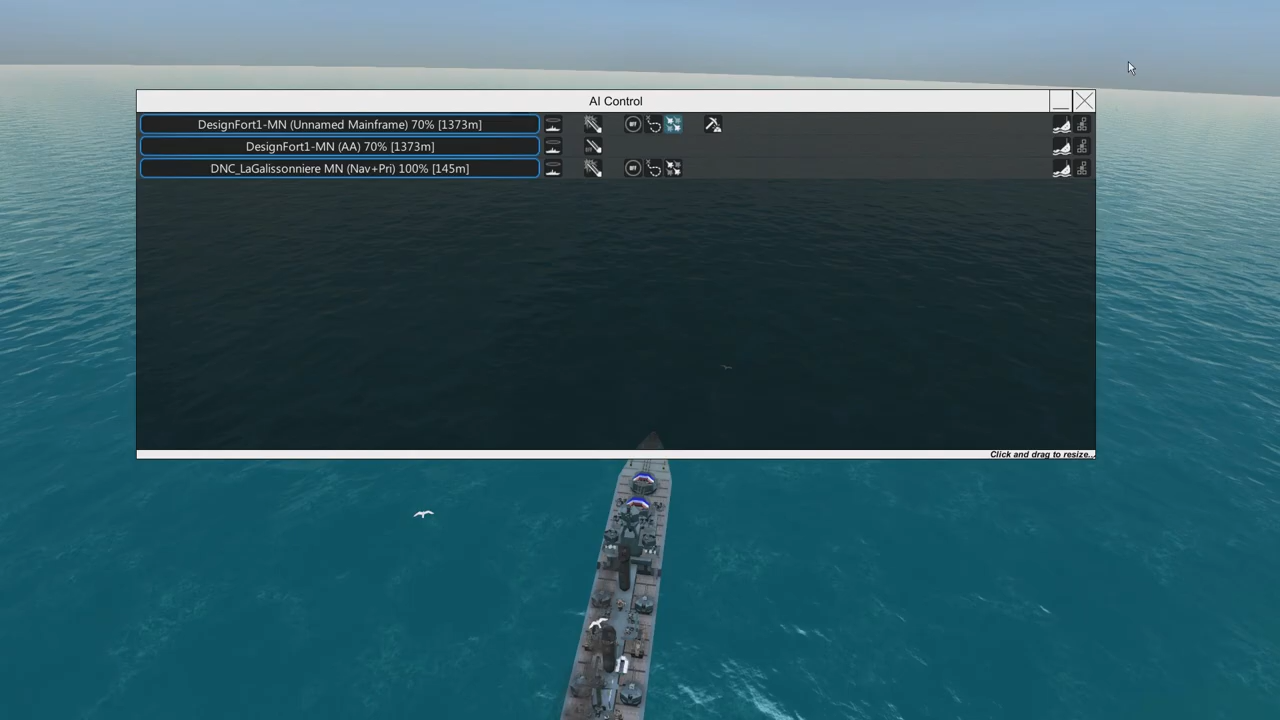 AI Control
DesignFort1-MN (Unnamed Mainframe) 70% [1373m]
DesignFort1-MN (AA) 70% [1373m]
DNC_LaGalissonniere MN (Nav+Pri) 100% [145m]
Click and drag to resize...